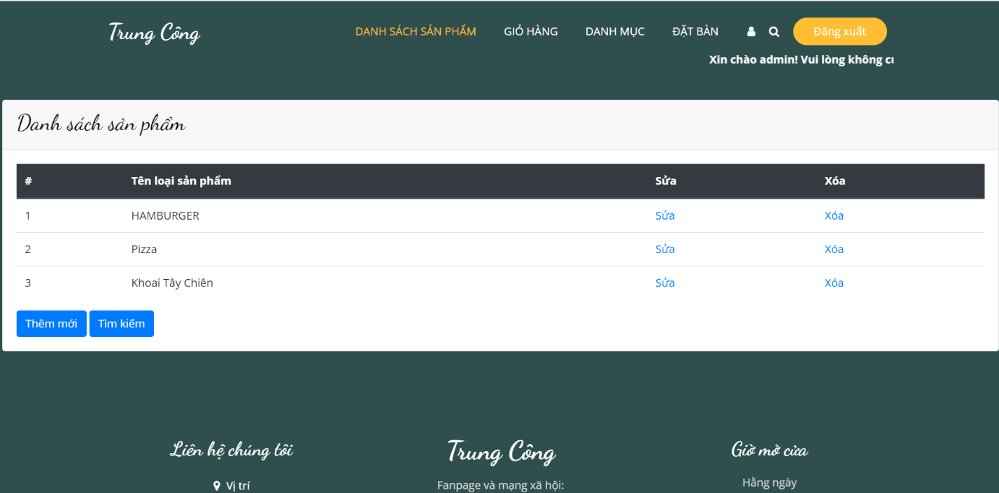 Trung Công
DANH SÁCH SẢN PHẨM GIỎ HÀNG DANH MỤC ĐẶT BÀN Đăng xuất
Xin chào admin! Vui lòng không
Danh sách sản phẩm
# Tên loại sản phẩm Sửa Xóa
1 HAMBURGER Sửa Xóa
2 Pizza Sửa Xóa
3 Khoai Tây Chiên Sửa Xóa
Thêm mới Tìm kiếm
Liên hệ chúng tôi
Vị trí
Trung Công
Fanpage và mạng xã hội:
Giờ mở cửa
Hằng ngày